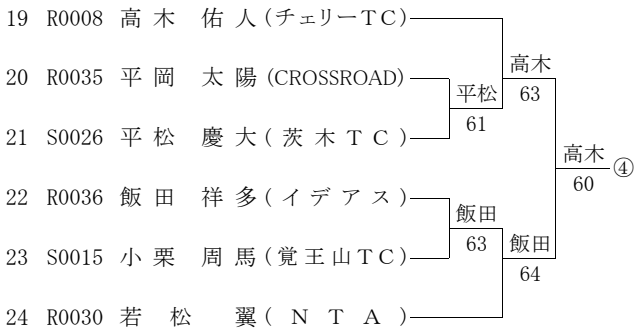 19 R0008 高木 佑人(チェリーTC)
高木
20 R0035 平岡 太陽(CROSSROAD)
平松 63
61
21 S0026 平松 慶大(茨木TC)
高木 ④
60
22 R0036 飯田 祥多(イデアス)
飯田
63 飯田
23 S0015 小栗 周馬(覚王山TC)
64
24 R0030 若松 翼(NTA)